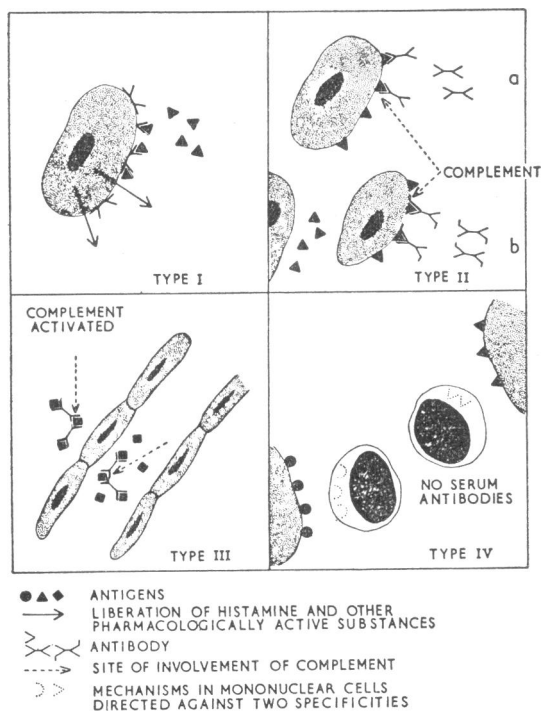 a
COMPLEMENT
b
TYPE I
TYPE II
COMPLEMENT
ACTIVATED
NO SERUM
ANTIBODIES
TYPE III
TYPE IV
ANTIGENS
LIBERATION OF HISTAMINE AND OTHER
PHARMACOLOGICALLY ACTIVE SUBSTANCES
ANTIBODY
SITE OF INVOLVEMENT OF COMPLEMENT
MECHANISMS IN MONONUCLEAR CELLS
DIRECTED AGAINST TWO SPECIFICITIES